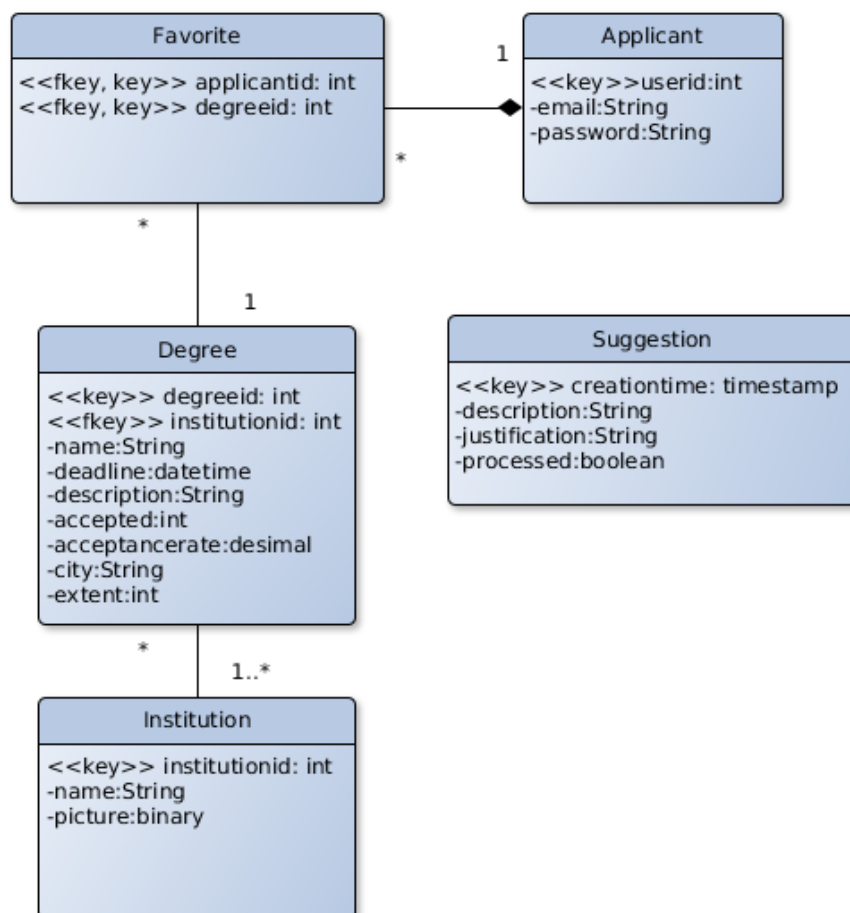 Favorite
<<fkey, key>> applicantid: int
<<fkey, key>> degreeid: int
Applicant
<<key>>userid:int
-email:String
-password:String
1
*
*
1
Degree
<<key>> degreeid: int
<<fkey>> institutionid: int
-name:String
-deadline:datetime
-description:String
-accepted:int
-acceptancerate:desimal
-city:String
-extent:int
Suggestion
<<key>> creationtime: timestamp
-description:String
-justification:String
-processed:boolean
*
1..*
Institution
<<key>> institutionid: int
-name:String
-picture:binary